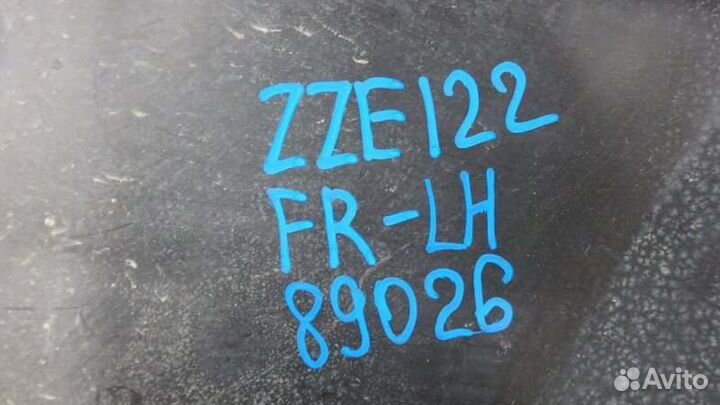 ZZE122
FR-LH
89026
Avito